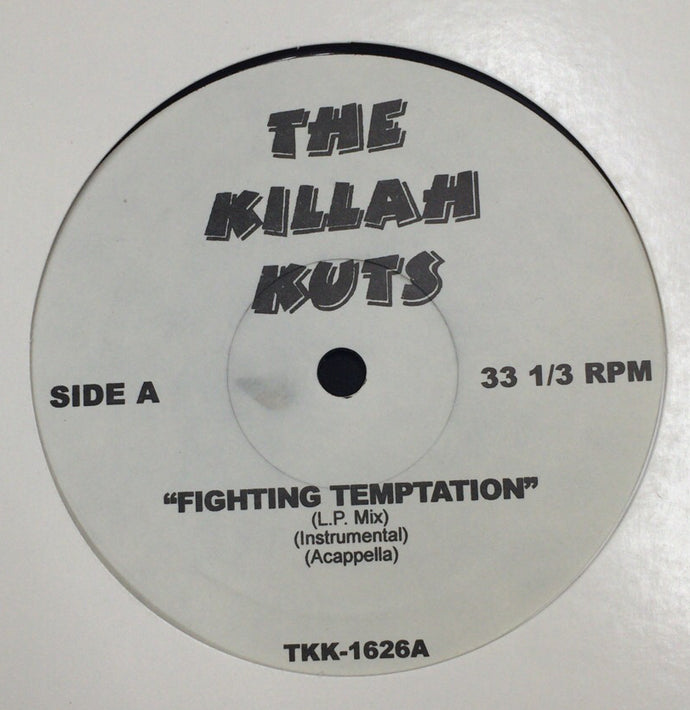 THE
KILLAH
KUTS
SIDE A
33 1/3 RPM
“FIGHTING TEMPTATION”
(L.P. Mix)
(Instrumental)
(Acappella)
TKK-1626A